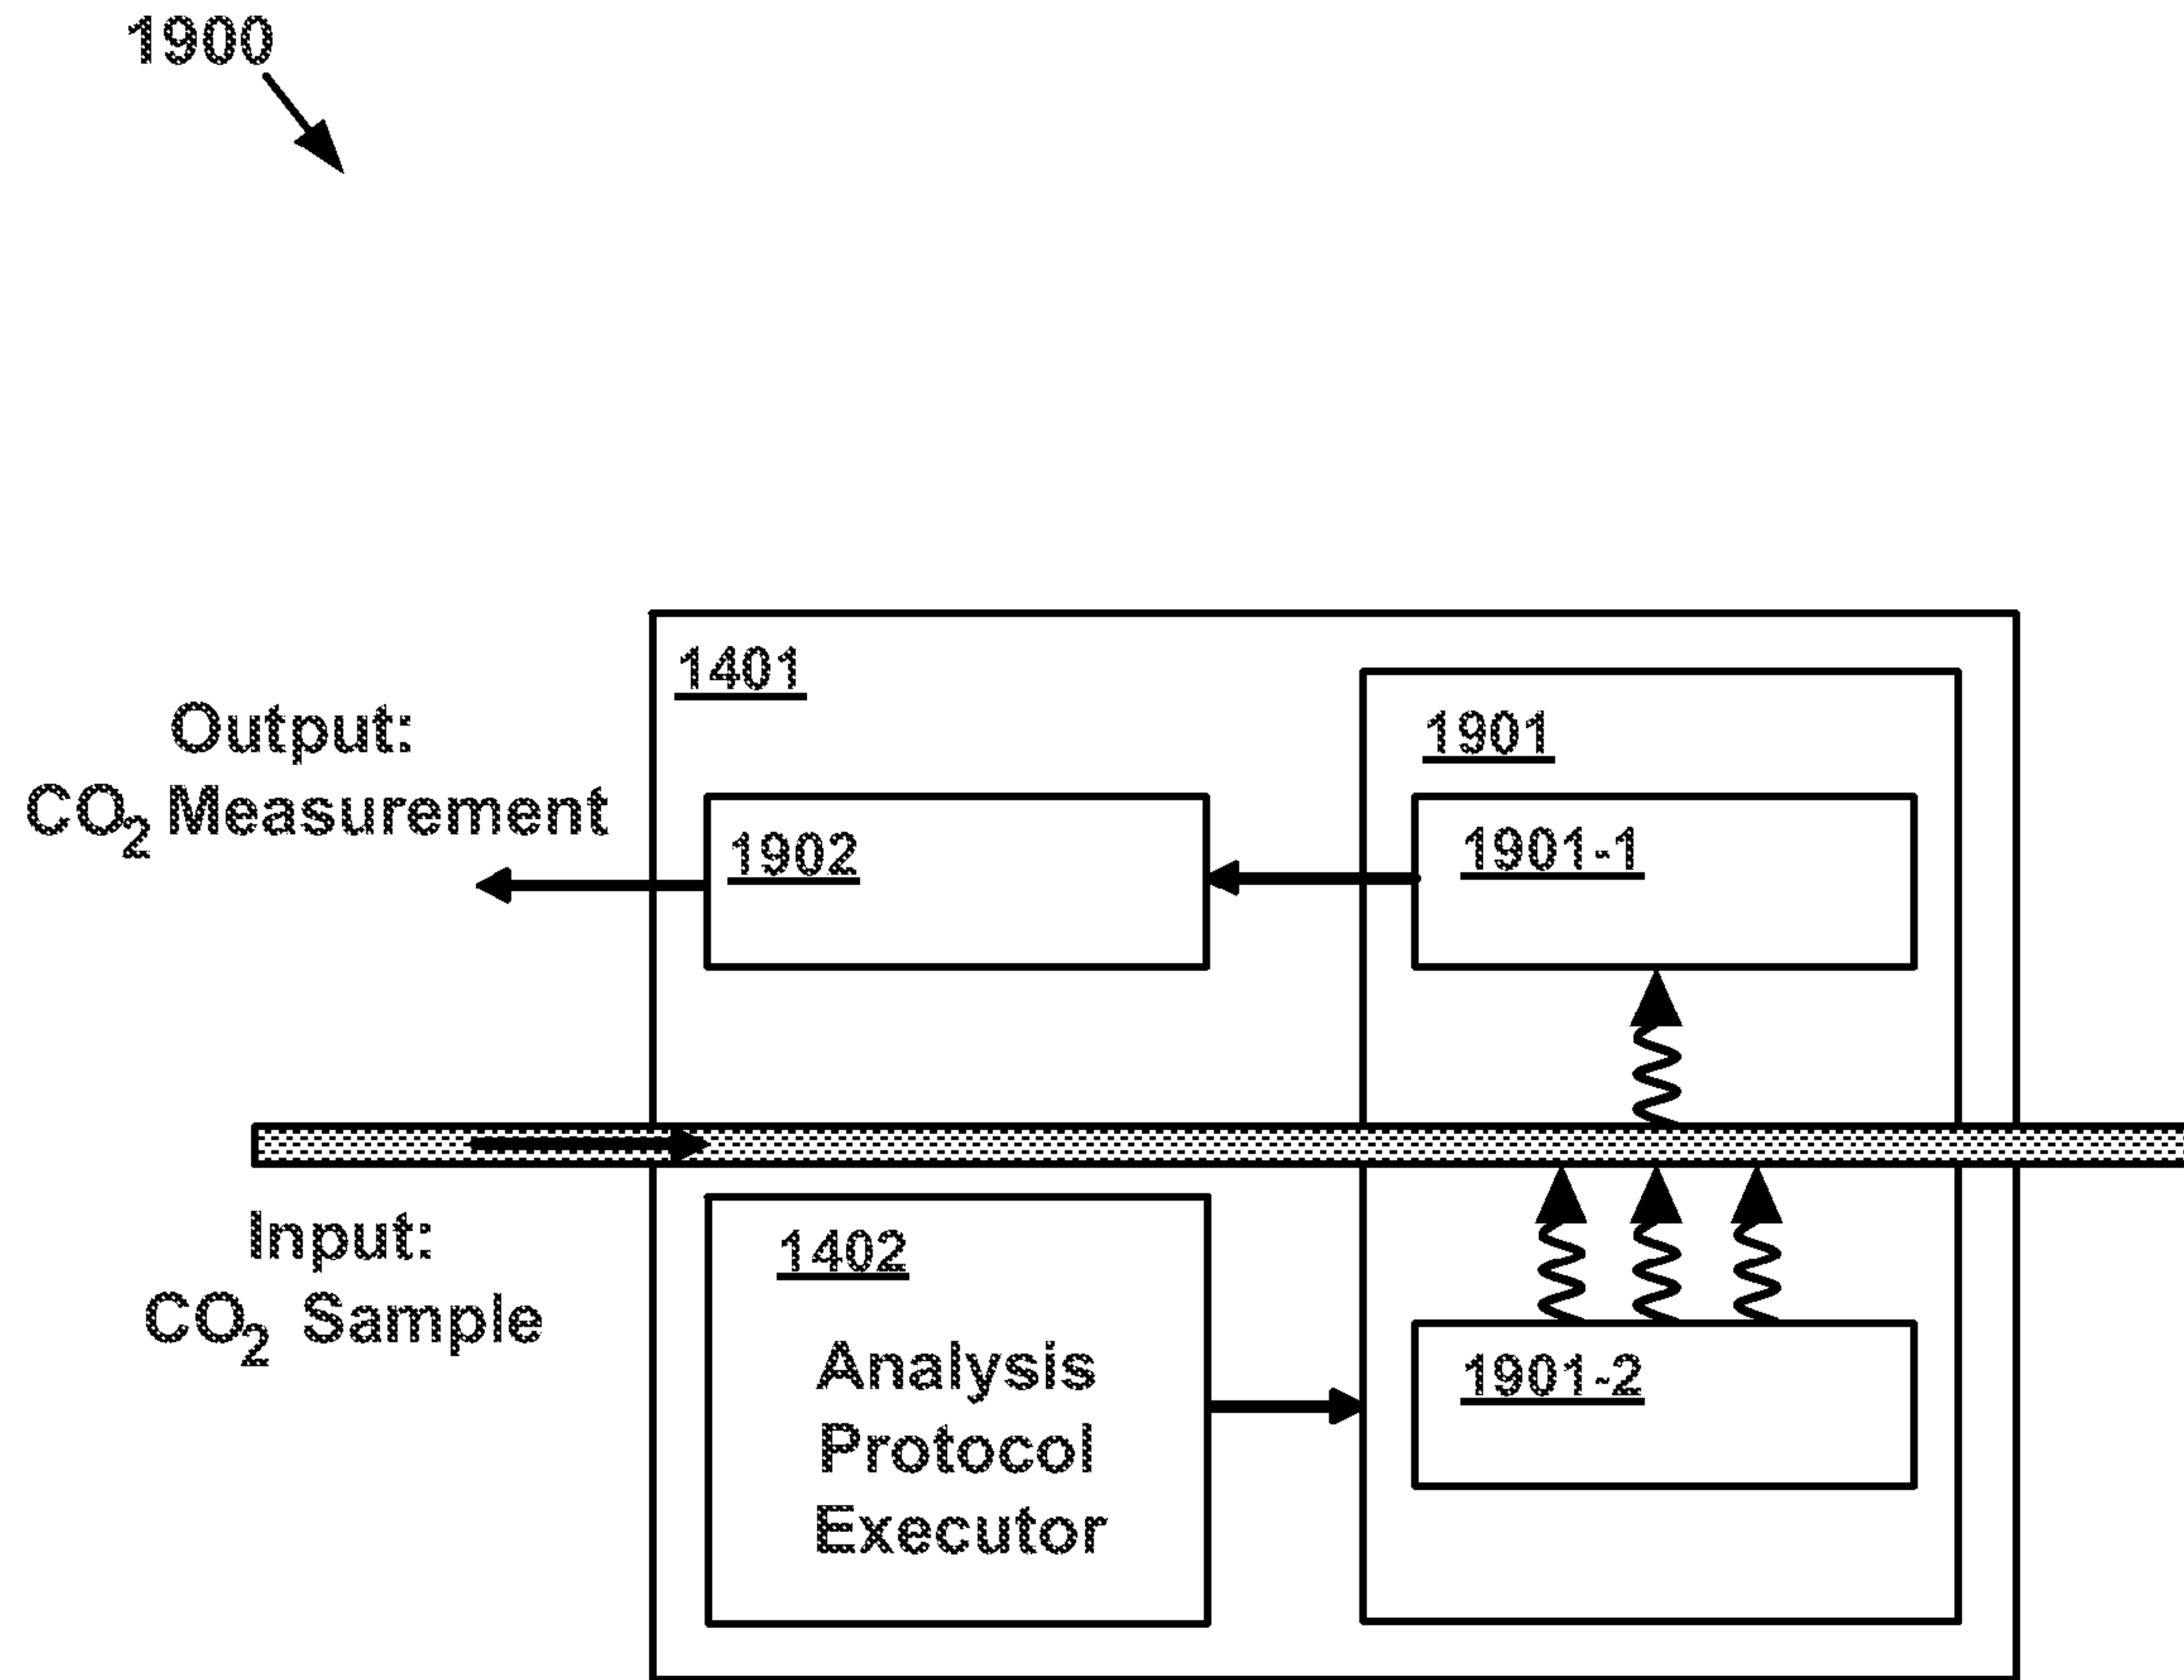 1900
1401
1901
Output:
CO2 Measurement
1902
1901-1
Input:
CO2 Sample
1402
Analysis
Protocol
Executor
1901-2